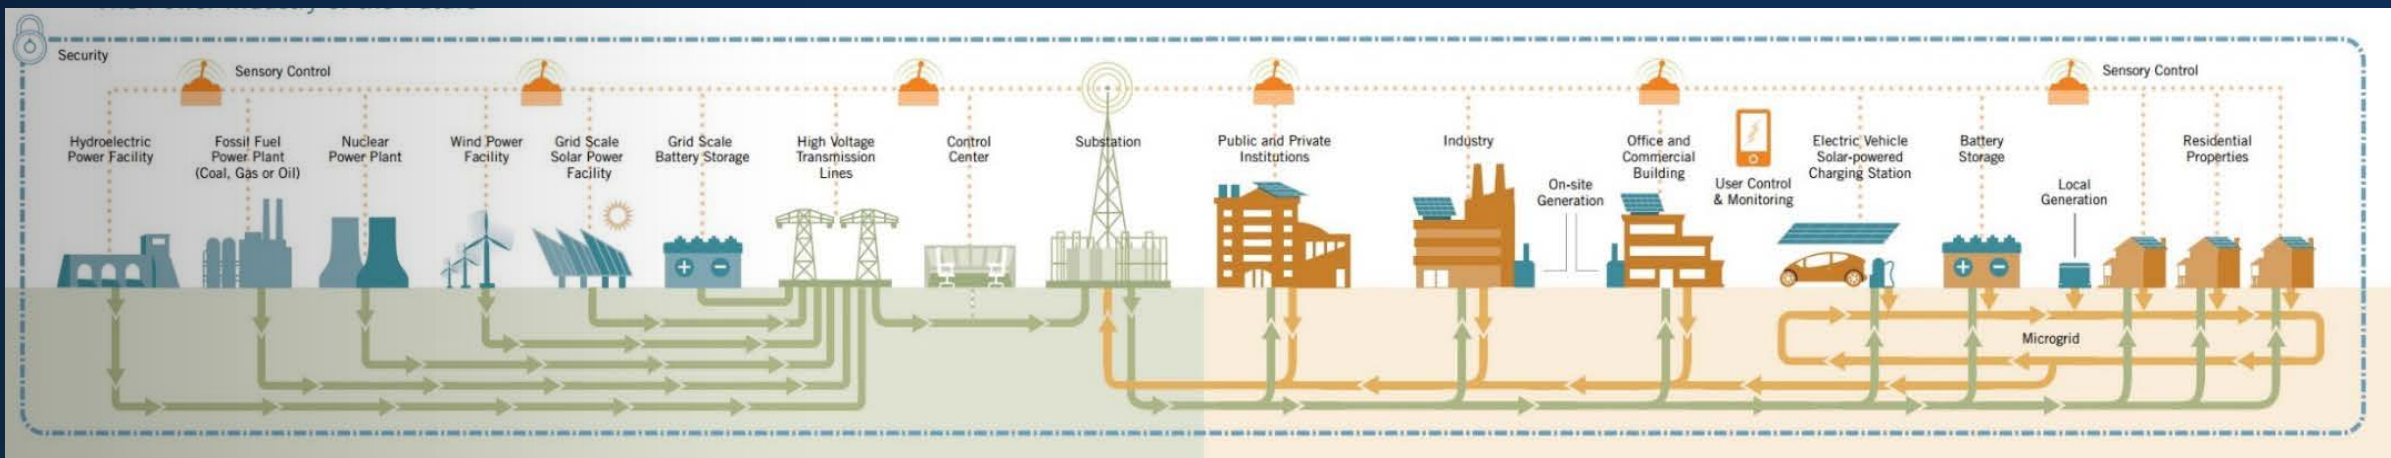 Security
Sensory Control
Sensory Control
Hydroelectric
Power Facility
Fossil Fuel
Power Plant
(Coal, Gas or Oil)
Nuclear
Power Plant
Wind Power
Facility
Grid Scale
Solar Power
Facility
Grid Scale
Battery Storage
High Voltage
Transmission
Lines
Control
Center
Substation
Public and Private
Institutions
Industry
On-site
Generation
Office and
Commercial
Building
User Control
& Monitoring
Electric Vehicle
Solar-powered
Charging Station
Battery
Storage
Local
Generation
Residential
Properties
Microgrid